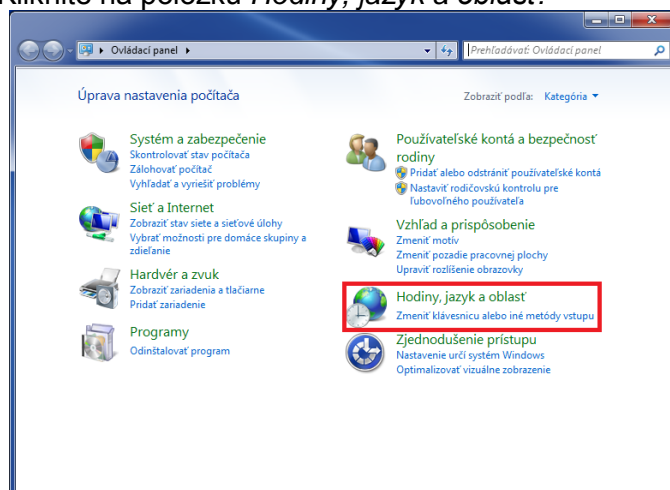 Kliknite na položku Hodiny, jazyk a oblasť.
Ovládací panel
Prehľadávať: Ovládací panel
Úprava nastavenia počítača
Zobraziť podľa: Kategória
Systém a zabezpečenie
Skontrolovať stav počítača
Zálohovať počítač
Vyhľadať a vyriešiť problémy
Sieť a Internet
Zobraziť stav siete a sieťové úlohy
Vybrať možnosti pre domáce skupiny a
zdieľanie
Hardvér a zvuk
Zobraziť zariadenia a tlačiarne
Pridať zariadenie
Programy
Odinštalovať program
Používateľské kontá a bezpečnosť
rodiny
Pridať alebo odstrániť používateľské kontá
Nastaviť rodičovskú kontrolu pre
ľubovoľného používateľa
Vzhľad a prispôsobenie
Zmeniť motív
Zmeniť pozadie pracovnej plochy
Upraviť rozlíšenie obrazovky
Hodiny, jazyk a oblasť
Zmeniť klávesnicu alebo iné metódy vstupu
Zjednodušenie prístupu
Nastavenie určí systém Windows
Optimalizovať vizuálne zobrazenie